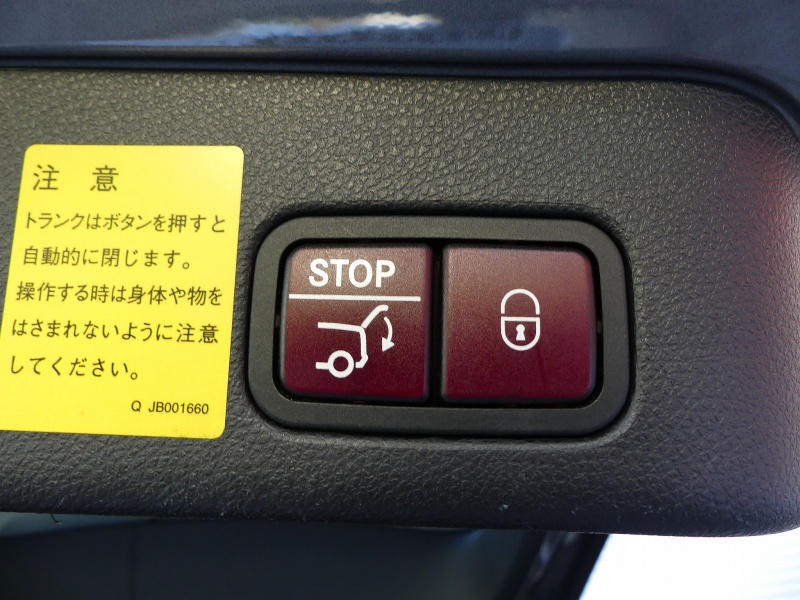 注 意
トランクはボタンを押すと
自動的に閉じます。
操作する時は身体や物を
はさまれないように注意
してください。
Q JB001660
STOP